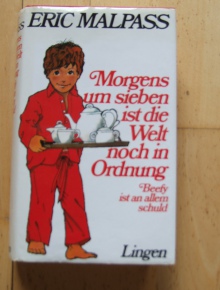 ERIC MALPASS
Morgens
um sieben
ist die
Welt
noch in
Ordnung
Beefy
ist an allem
schuld
Lingen